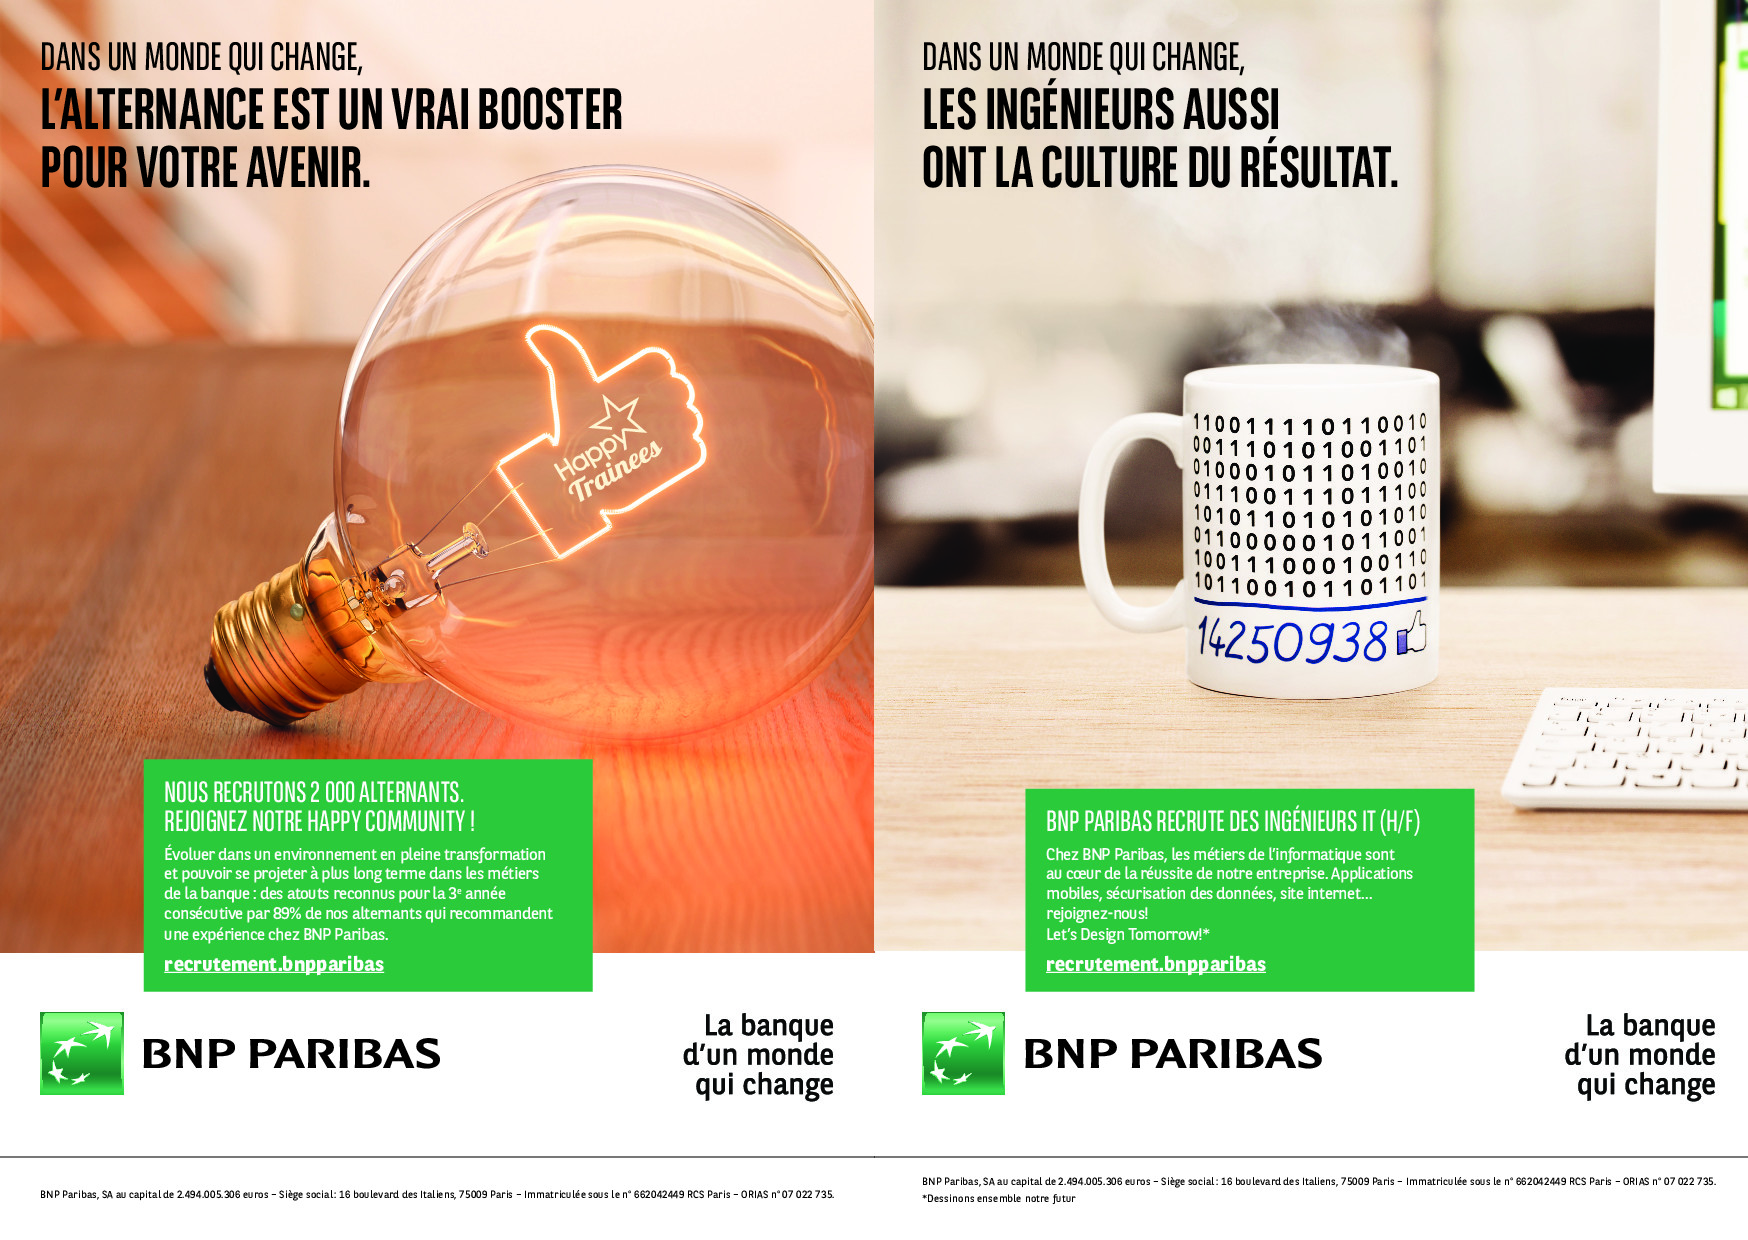 DANS UN MONDE QUI CHANGE,
L'ALTERNANCE EST UN VRAI BOOSTER
POUR VOTRE AVENIR.
Happy
Trainees
NOUS RECRUTONS 2 000 ALTERNANTS.
REJOIGNEZ NOTRE HAPPY COMMUNITY !
Évoluer dans un environnement en pleine transformation
et pouvoir se projeter à plus long terme dans les métiers
de la banque : des atouts reconnus pour la 3e année
consécutive par 89% de nos alternants qui recommandent
une expérience chez BNP Paribas.
recrutement.bnpparibas
BNP PARIBAS
La banque
d'un monde
qui change
BNP Paribas, SA au capital de 2.494.005.306 euros – Siège social : 16 boulevard des Italiens, 75009 Paris – Immatriculée sous le n° 662042449 RCS Paris – ORIAS n° 07 022 735.
DANS UN MONDE QUI CHANGE,
LES INGÉNIEURS AUSSI
ONT LA CULTURE DU RÉSULTAT.
110011110110010
001110101001101
010001011010010
0111001110111100
1010110101010101
0110000010110011
1001110001001101
1011001011011011
14250938
BNP PARIBAS RECRUTE DES INGÉNIEURS IT (H/F)
Chez BNP Paribas, les métiers de l'informatique sont
au cœur de la réussite de notre entreprise. Applications
mobiles, sécurisation des données, site internet...
rejoignez-nous!
Let's Design Tomorrow!*
recrutement.bnpparibas
BNP PARIBAS
La banque
d'un monde
qui change
BNP Paribas, SA au capital de 2.494.005.306 euros – Siège social : 16 boulevard des Italiens, 75009 Paris – Immatriculée sous le n° 662042449 RCS Paris – ORIAS n° 07 022 735.
*Dessinons ensemble notre futur